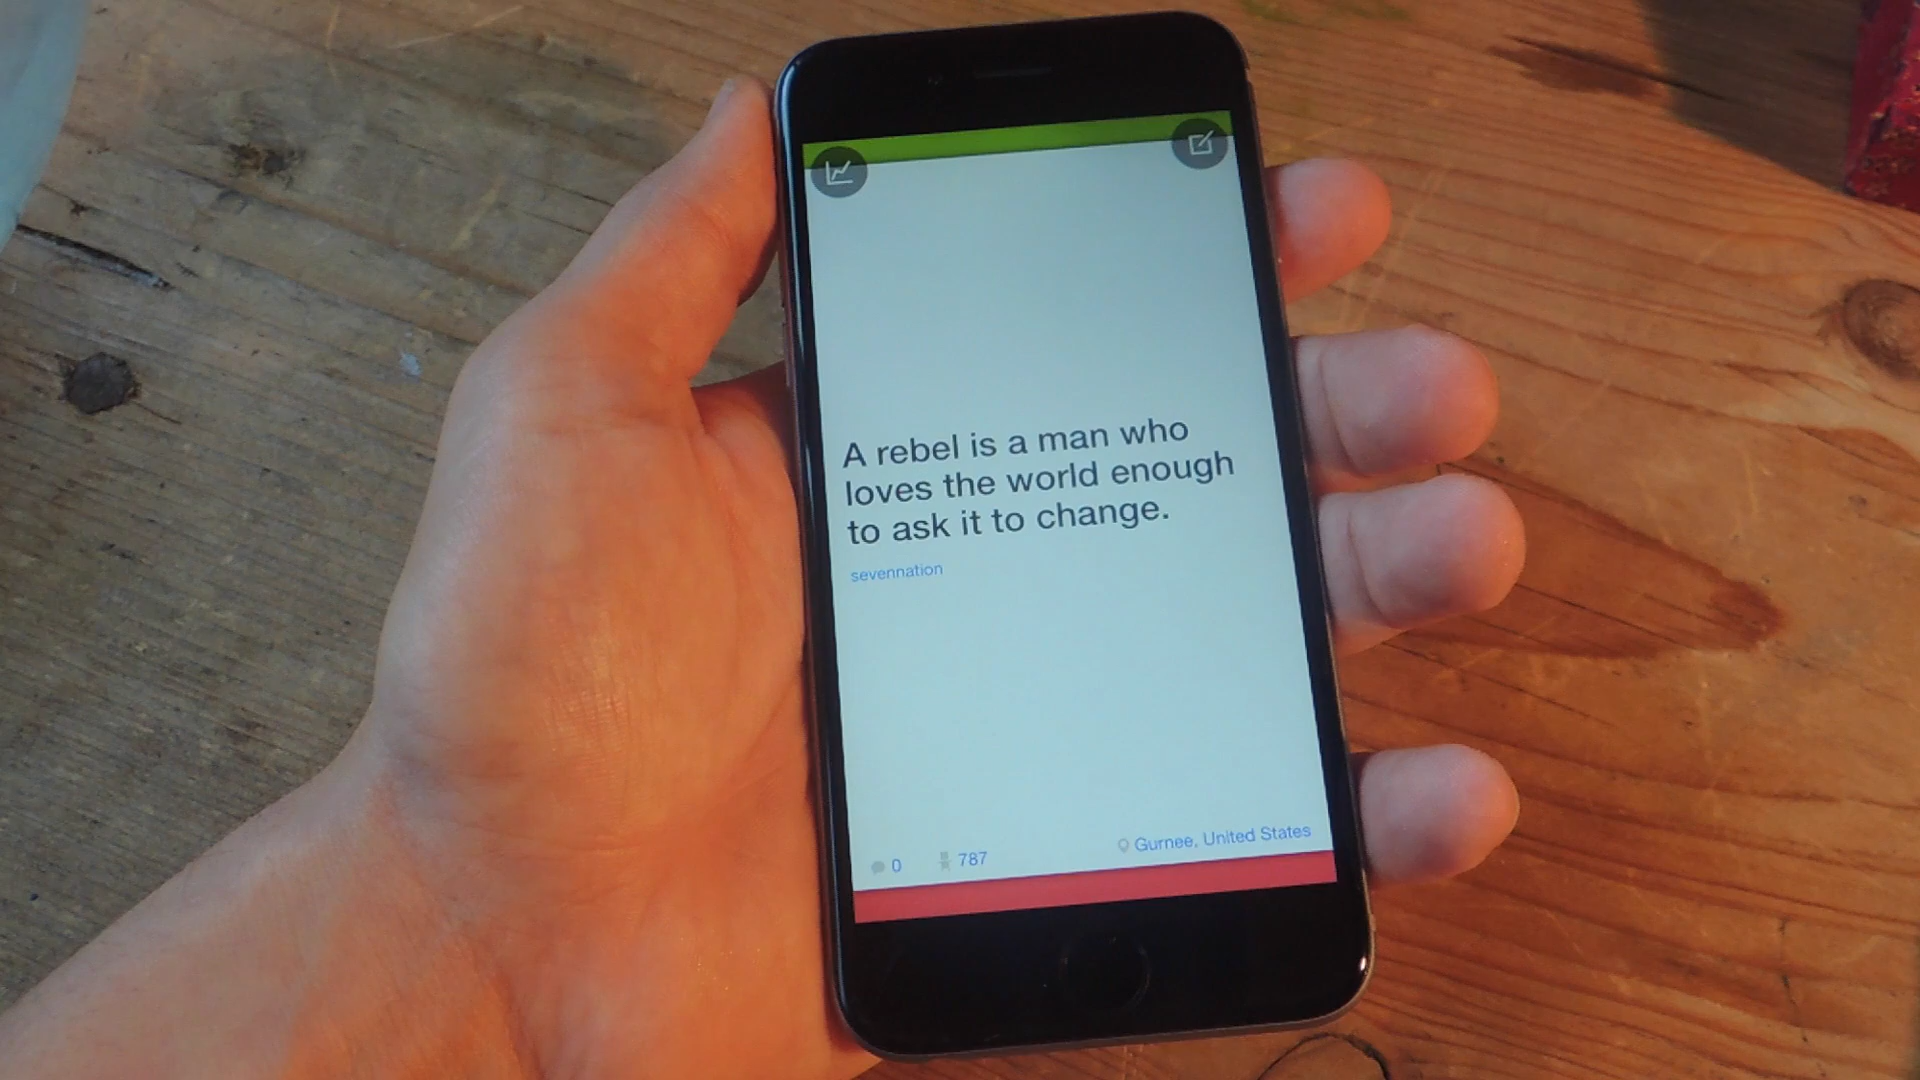 A rebel is a man who
loves the world enough
to ask it to change.
sevennation
0 787 Gurnee, United States